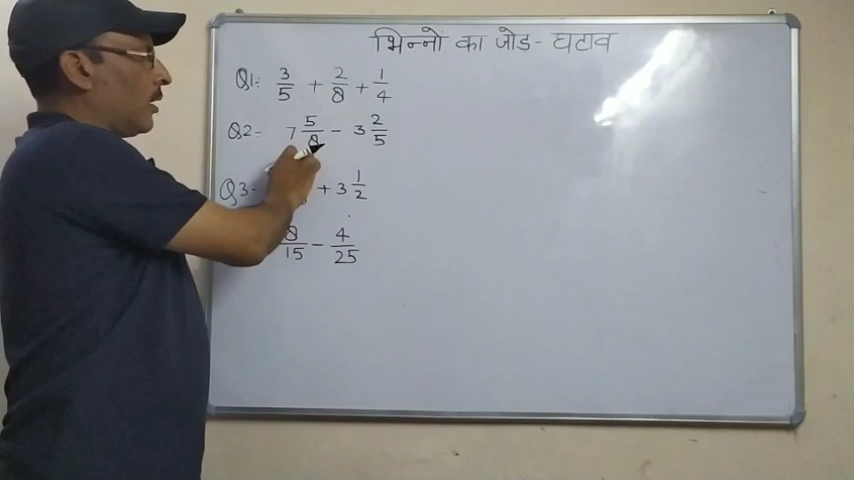 भिन्नों का जोड़ - घटाव
Q1: 3/5 + 2/8 + 1/4
Q2= 7 5/8 - 3 2/5
Q3- + 3 1/2
8/15 - 4/25